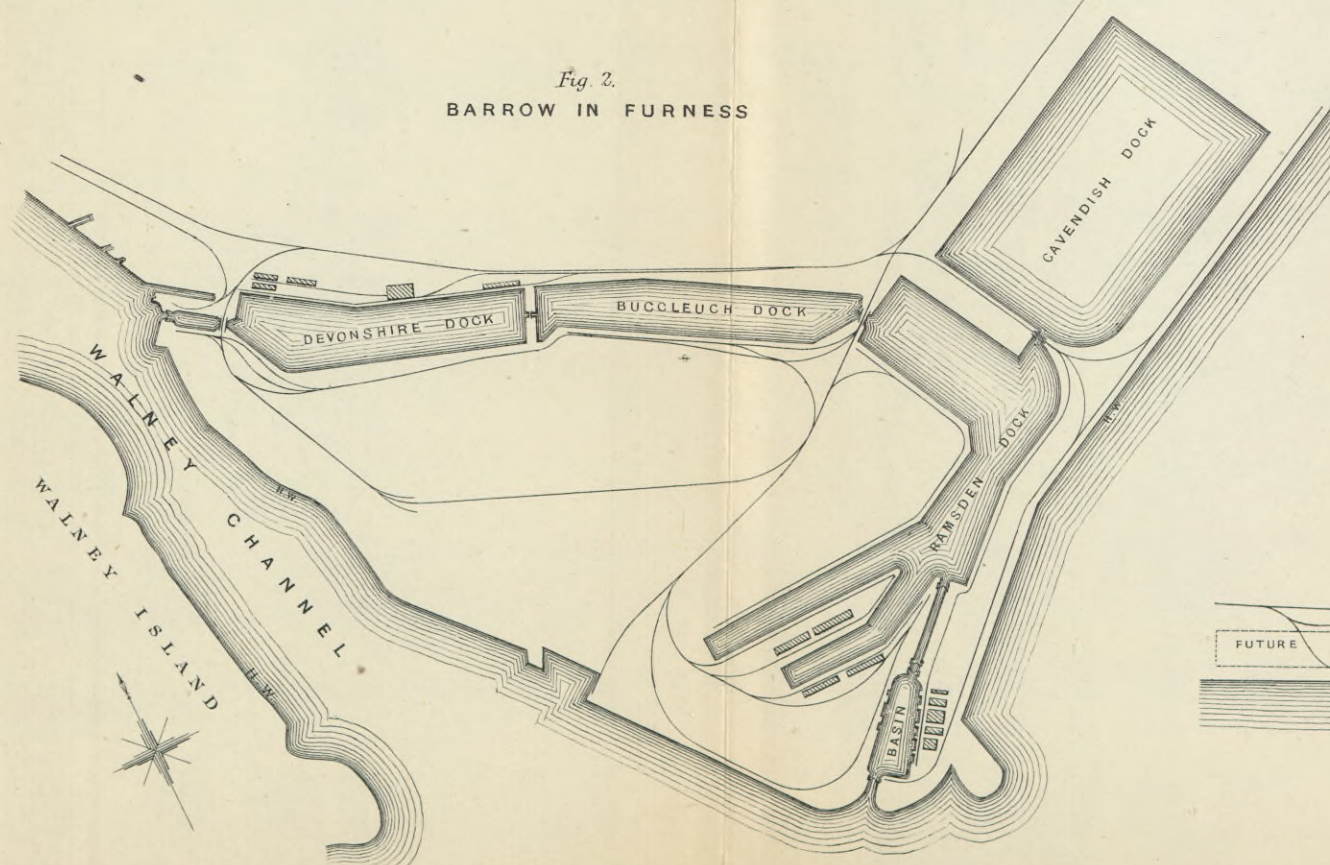 Fig. 2.
BARROW IN FURNESS
CAVENDISH DOCK
DEVONSHIRE DOCK
BUCCLEUCH DOCK
WALNEY CHANNEL
H.W.
H.W.
RAMSDEN DOCK
WALNEY ISLAND
H.W.
BASIN
FUTURE